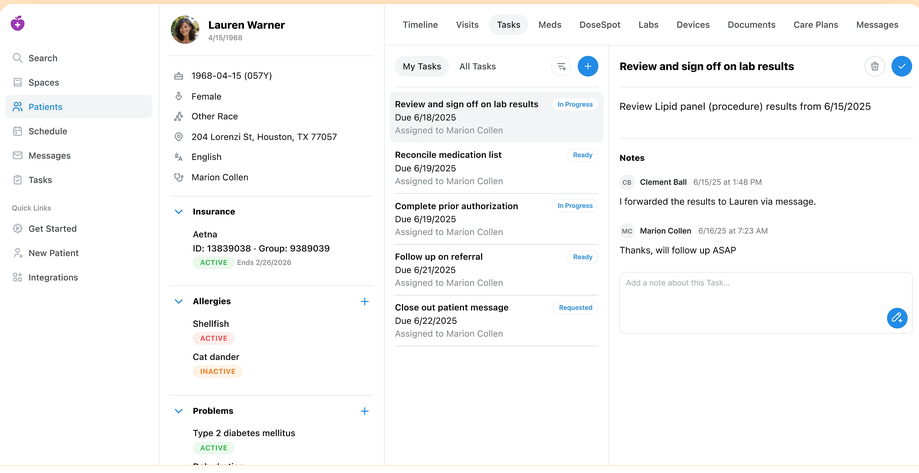 Search
Spaces
Patients
Schedule
Messages
Tasks
Quick Links
Get Started
New Patient
Integrations
Lauren Warner
4/15/1968
1968-04-15 (057Y)
Female
Other Race
204 Lorenzi St, Houston, TX 77057
English
Marion Collen
Insurance
Aetna
ID: 13839038 · Group: 9389039
ACTIVE Ends 2/26/2026
Allergies
Shellfish
ACTIVE
Cat dander
INACTIVE
Problems
Type 2 diabetes mellitus
ACTIVE
Timeline Visits Tasks Meds DoseSpot Labs Devices Documents Care Plans Messages
My Tasks All Tasks
Review and sign off on lab results In Progress
Due 6/18/2025
Assigned to Marion Collen
Reconcile medication list Ready
Due 6/19/2025
Assigned to Marion Collen
Complete prior authorization In Progress
Due 6/19/2025
Assigned to Marion Collen
Follow up on referral Ready
Due 6/21/2025
Assigned to Marion Collen
Close out patient message Requested
Due 6/22/2025
Assigned to Marion Collen
Review and sign off on lab results
Review Lipid panel (procedure) results from 6/15/2025
Notes
CB Clement Ball 6/15/25 at 1:48 PM
I forwarded the results to Lauren via message.
MC Marion Collen 6/16/25 at 7:23 AM
Thanks, will follow up ASAP
Add a note about this Task...